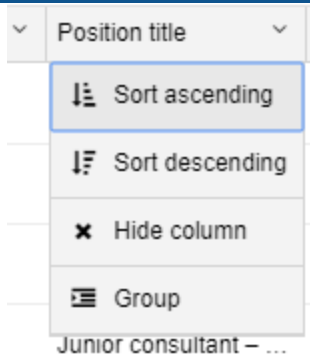 Position title
Sort ascending
Sort descending
Hide column
Group
Junior consultant – ...